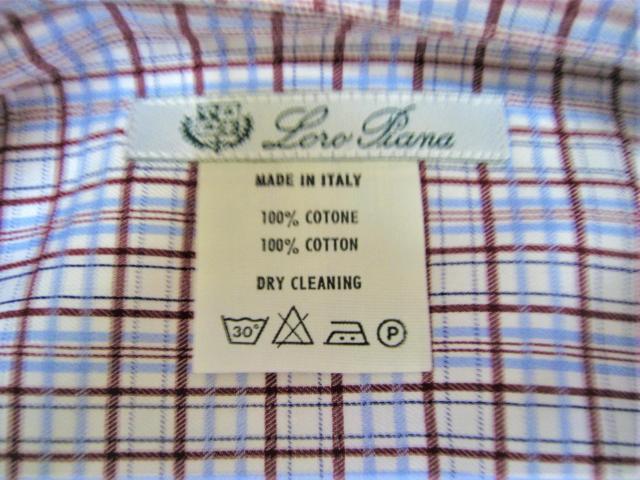 Loro Piana
MADE IN ITALY
100% COTONE
100% COTTON
DRY CLEANING
30°
P